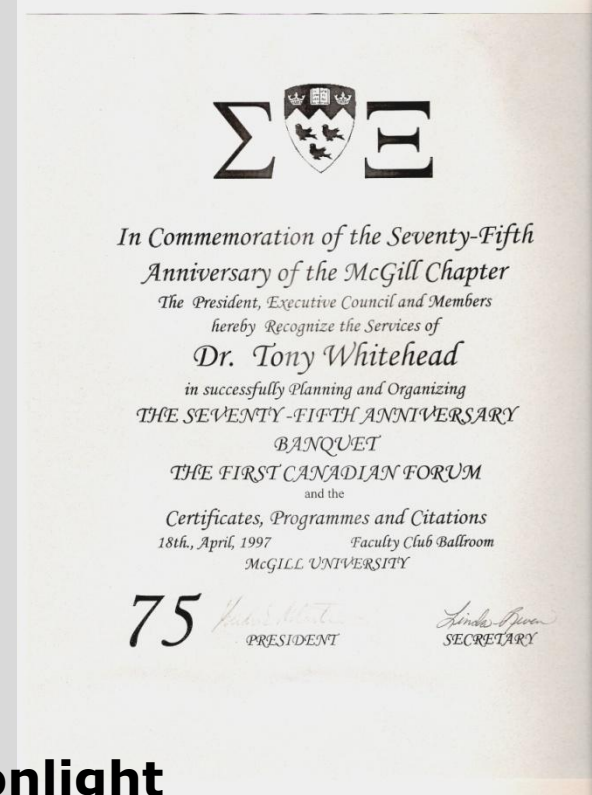 Σ Ξ
In Commemoration of the Seventy-Fifth
Anniversary of the McGill Chapter
The President, Executive Council and Members
hereby Recognize the Services of
Dr. Tony Whitehead
in successfully Planning and Organizing
THE SEVENTY-FIFTH ANNIVERSARY
BANQUET
THE FIRST CANADIAN FORUM
and the
Certificates, Programmes and Citations
18th., April, 1997 Faculty Club Ballroom
McGILL UNIVERSITY
75
PRESIDENT SECRETARY
onlight